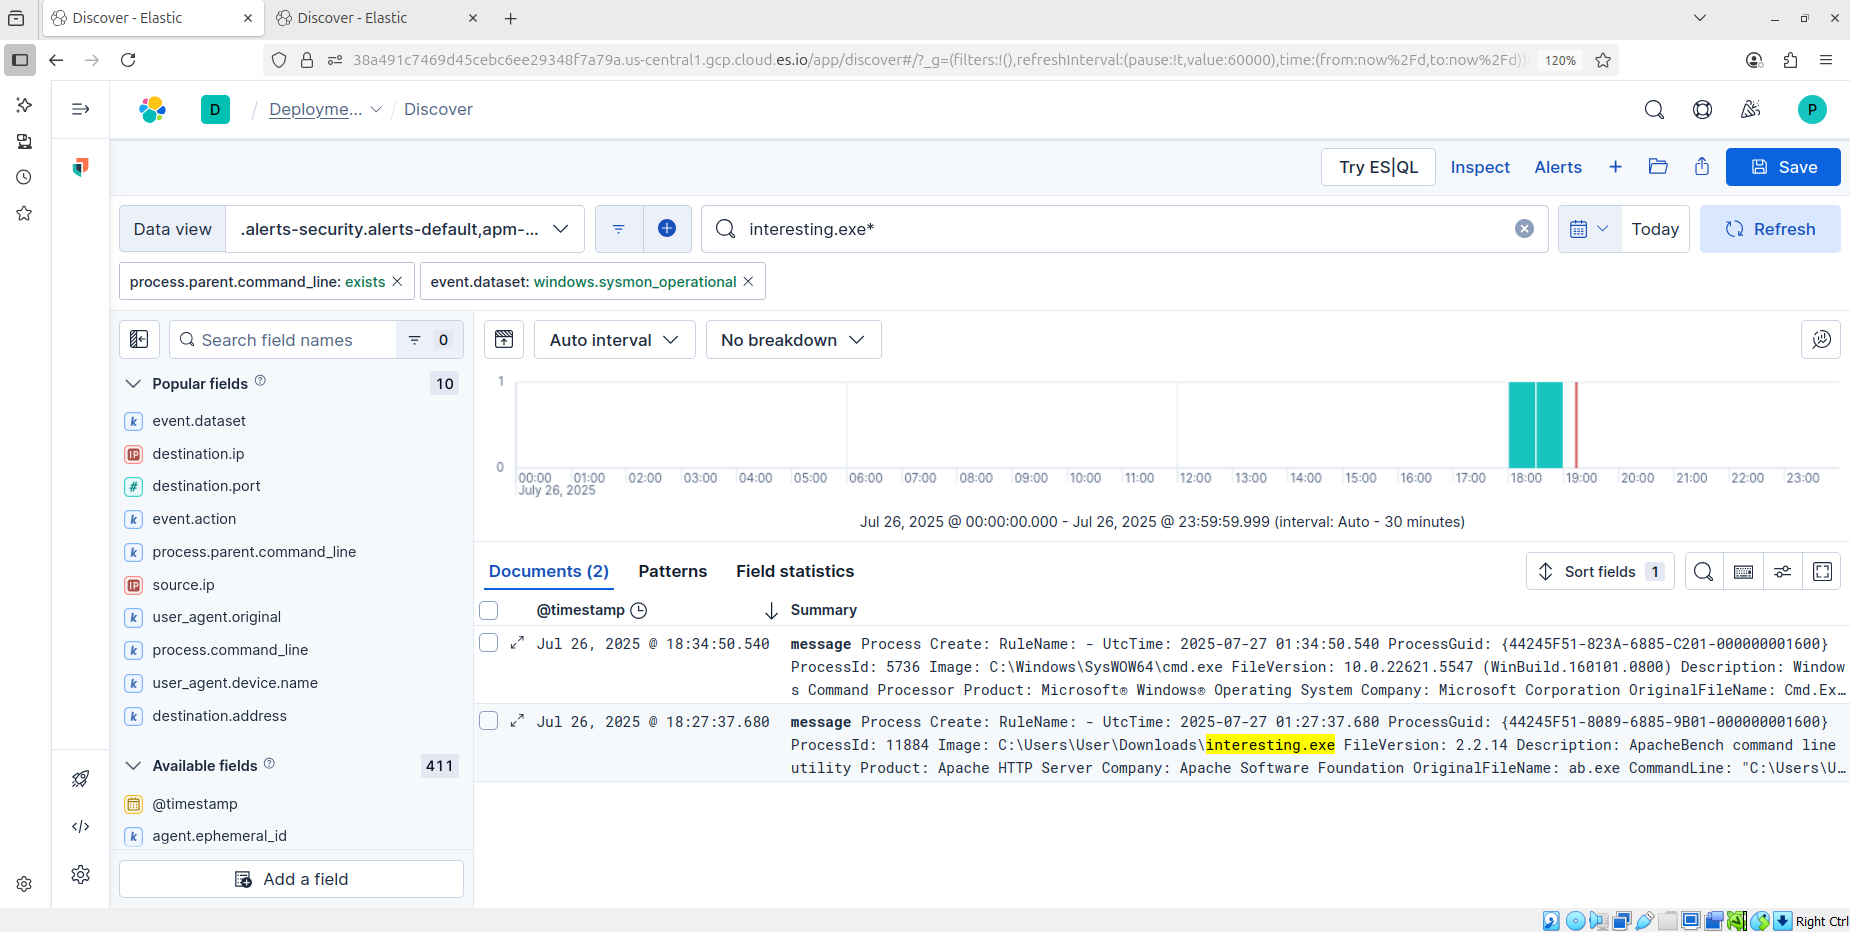 Discover - Elastic
Discover - Elastic
38a491c7469d45cebc6ee29348f7a79a.us-central1.gcp.cloud.es.io/app/discover#/?_g=(filters:!(),refreshInterval:(pause:!t,value:60000),time:(from:now%2Fd,to:now%2Fd))
120%
D
/ Deployme... / Discover
P
Try ES|QL
Inspect
Alerts
Save
Data view
.alerts-security.alerts-default,apm-...
interesting.exe*
Today
Refresh
process.parent.command_line: exists
event.dataset: windows.sysmon_operational
Search field names
0
Auto interval
No breakdown
Popular fields
10
event.dataset
destination.ip
destination.port
event.action
process.parent.command_line
source.ip
user_agent.original
process.command_line
user_agent.device.name
destination.address
Available fields
411
@timestamp
agent.ephemeral_id
Add a field
1
0
00:00 01:00 02:00 03:00 04:00 05:00 06:00 07:00 08:00 09:00 10:00 11:00 12:00 13:00 14:00 15:00 16:00 17:00 18:00 19:00 20:00 21:00 22:00 23:00
July 26, 2025
Jul 26, 2025 @ 00:00:00.000 - Jul 26, 2025 @ 23:59:59.999 (interval: Auto - 30 minutes)
Documents (2)
Patterns
Field statistics
Sort fields 1
@timestamp
Summary
Jul 26, 2025 @ 18:34:50.540
message Process Create: RuleName: - UtcTime: 2025-07-27 01:34:50.540 ProcessGuid: {44245F51-823A-6885-C201-000000001600}
ProcessId: 5736 Image: C:\Windows\SysWOW64\cmd.exe FileVersion: 10.0.22621.5547 (WinBuild.160101.0800) Description: Window
s Command Processor Product: Microsoft® Windows® Operating System Company: Microsoft Corporation OriginalFileName: Cmd.Ex...
Jul 26, 2025 @ 18:27:37.680
message Process Create: RuleName: - UtcTime: 2025-07-27 01:27:37.680 ProcessGuid: {44245F51-8089-6885-9B01-000000001600}
ProcessId: 11884 Image: C:\Users\User\Downloads\interesting.exe FileVersion: 2.2.14 Description: ApacheBench command line
utility Product: Apache HTTP Server Company: Apache Software Foundation OriginalFileName: ab.exe CommandLine: "C:\Users\U...
Right Ctrl